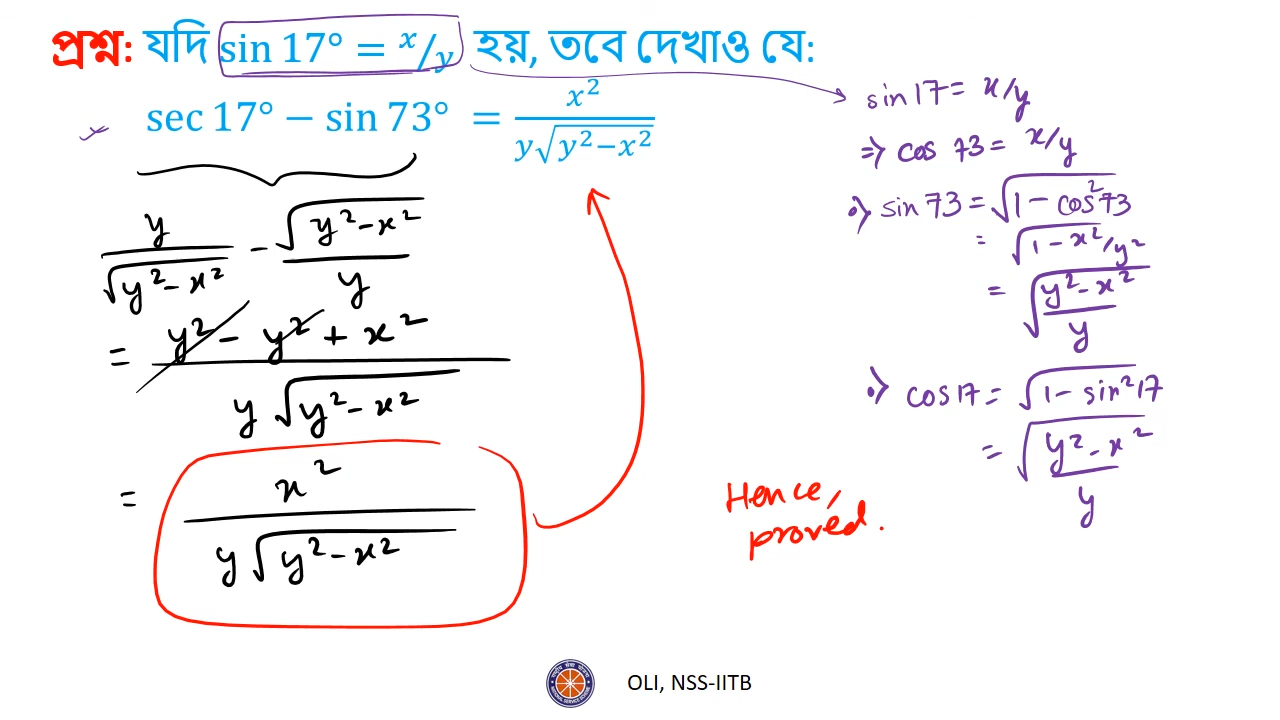 প্রশ্ন: যদি sin 17° = x/y হয়, তবে দেখাও যে:
sec 17° − sin 73° = x²/(y√(y²−x²))
y/√(y²−x²) − √(y²−x²)/y
= (y² − y² + x²)/(y√(y²−x²))
= x²/(y√(y²−x²))
sin 17 = x/y
⇒ cos 73 = x/y
sin 73 = √(1 − cos²73)
= √(1 − x²/y²)
= √(y²−x²)/y
cos 17 = √(1 − sin²17)
= √(y²−x²)/y
Hence,
proved.
OLI, NSS-IITB